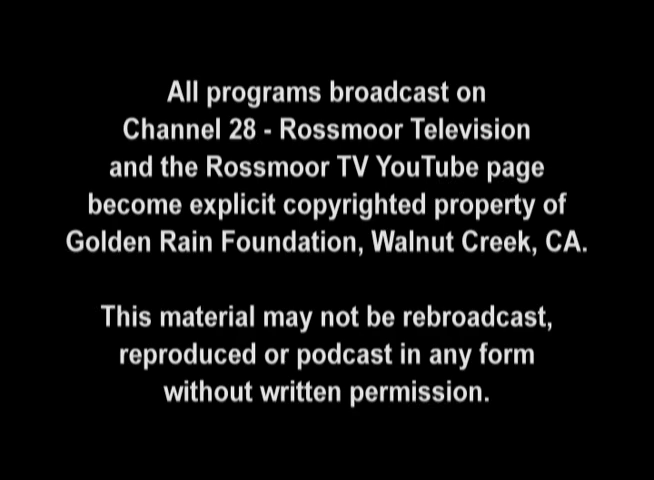 All programs broadcast on
Channel 28 - Rossmoor Television
and the Rossmoor TV YouTube page
become explicit copyrighted property of
Golden Rain Foundation, Walnut Creek, CA.
This material may not be rebroadcast,
reproduced or podcast in any form
without written permission.